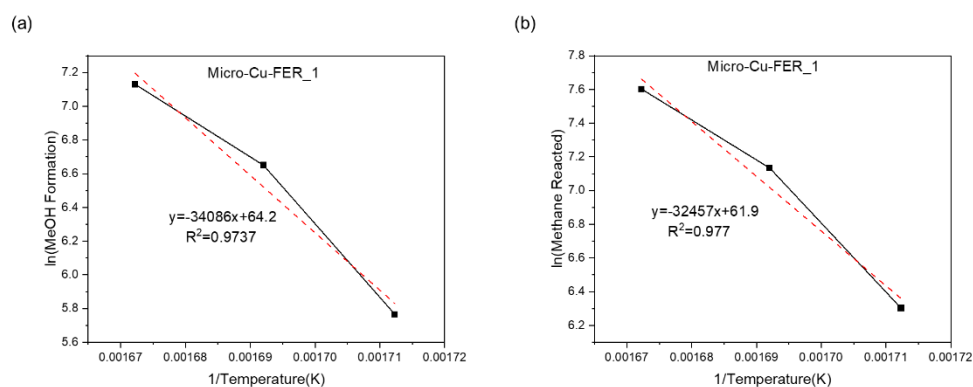 (a)
Micro-Cu-FER_1
ln(MeOH Formation)
7.2
7.0
6.8
6.6
6.4
6.2
6.0
5.8
5.6
y=-34086x+64.2
R²=0.9737
0.00167 0.00168 0.00169 0.00170 0.00171 0.00172
1/Temperature(K)
(b)
Micro-Cu-FER_1
ln(Methane Reacted)
7.8
7.6
7.4
7.2
7.0
6.8
6.6
6.4
6.2
y=-32457x+61.9
R²=0.977
0.00167 0.00168 0.00169 0.00170 0.00171 0.00172
1/Temperature(K)